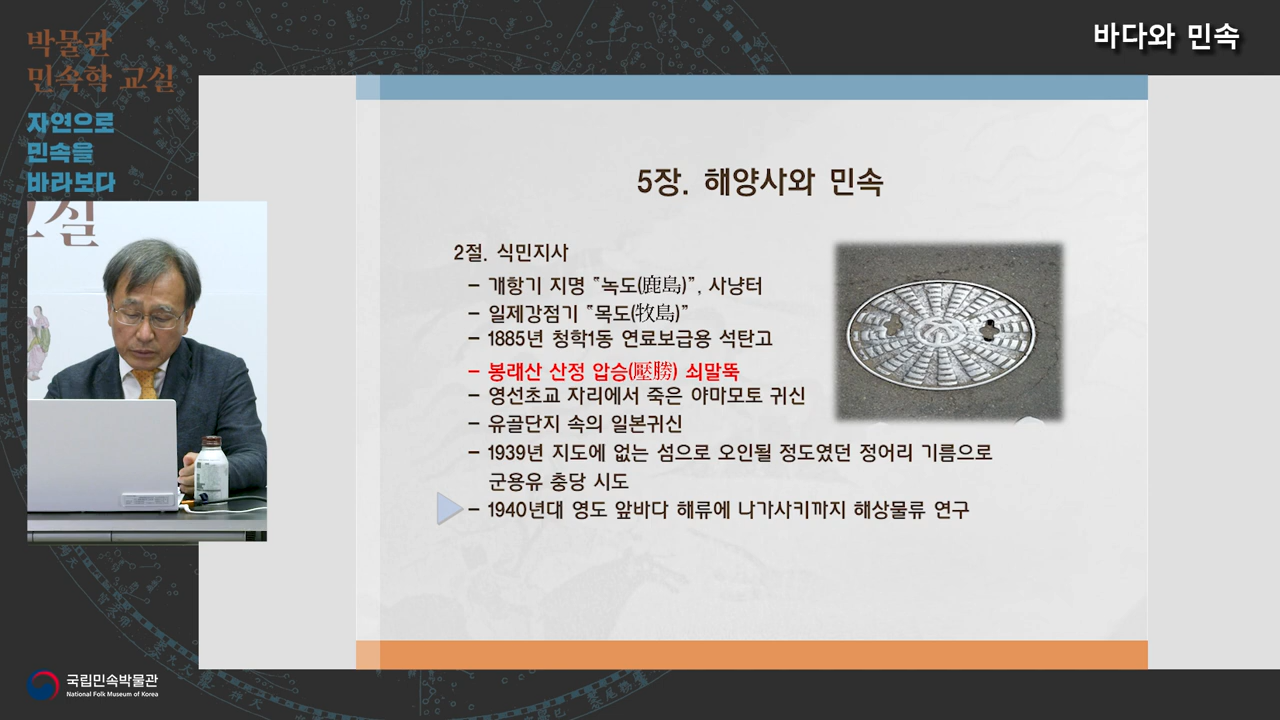 바다와 민속
박물관
민속학 교실
자연으로
민속을
바라보다
교실
5장. 해양사와 민속
2절. 식민지사
– 개항기 지명 “녹도(鹿島)”, 사냥터
– 일제강점기 “목도(牧島)”
– 1885년 청학1동 연료보급용 석탄고
– 봉래산 산정 압승(壓勝) 쇠말뚝
– 영선초교 자리에서 죽은 야마모토 귀신
– 유골단지 속의 일본귀신
– 1939년 지도에 없는 섬으로 오인될 정도였던 정어리 기름으로
군용유 충당 시도
– 1940년대 영도 앞바다 해류에 나가사키까지 해상물류 연구
국립민속박물관
National Folk Museum of Korea